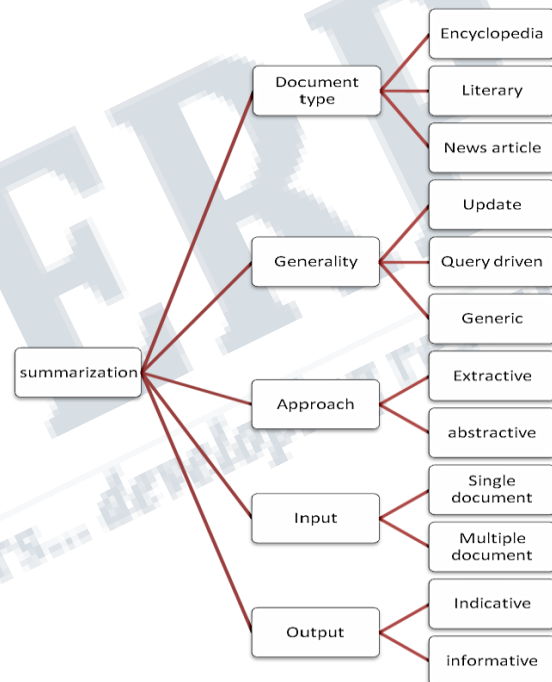 Encyclopedia
Document
type
Literary
News article
Update
Generality
Query driven
Generic
summarization
Extractive
Approach
abstractive
Single
document
Input
Multiple
document
Indicative
Output
informative
ERP